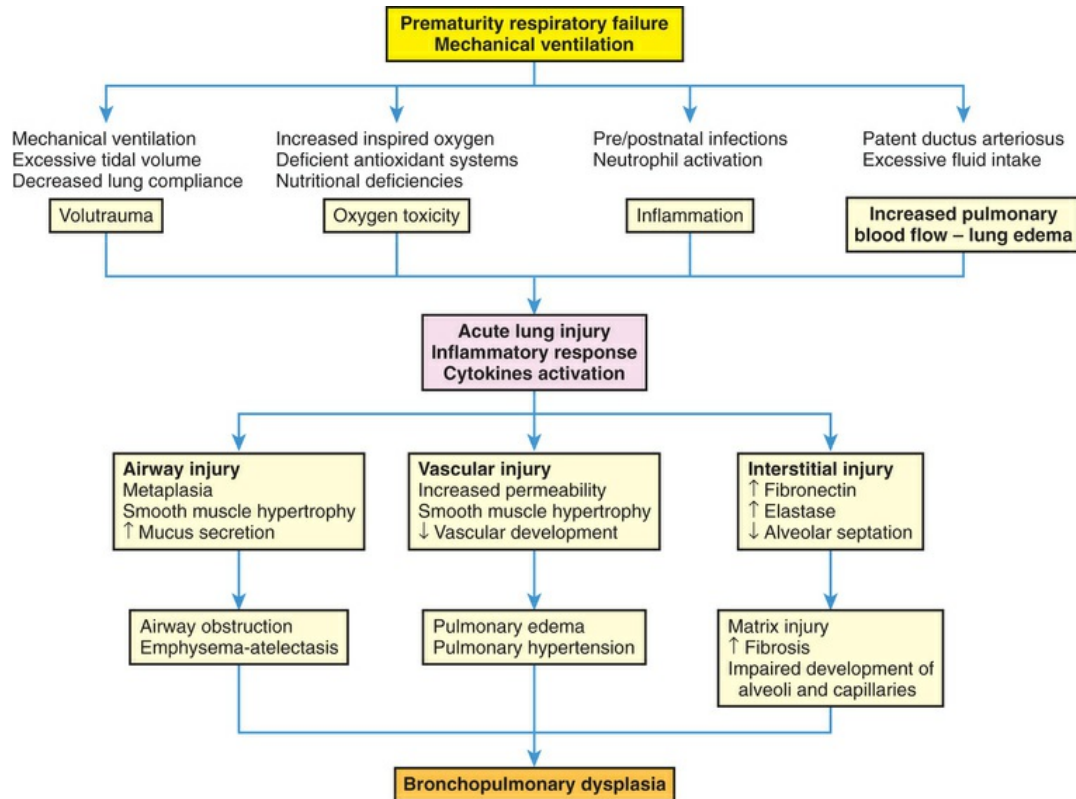 Prematurity respiratory failure
Mechanical ventilation
Mechanical ventilation
Excessive tidal volume
Decreased lung compliance
Volutrauma
Increased inspired oxygen
Deficient antioxidant systems
Nutritional deficiencies
Oxygen toxicity
Pre/postnatal infections
Neutrophil activation
Inflammation
Patent ductus arteriosus
Excessive fluid intake
Increased pulmonary
blood flow – lung edema
Acute lung injury
Inflammatory response
Cytokines activation
Airway injury
Metaplasia
Smooth muscle hypertrophy
↑ Mucus secretion
Vascular injury
Increased permeability
Smooth muscle hypertrophy
↓ Vascular development
Interstitial injury
↑ Fibronectin
↑ Elastase
↓ Alveolar septation
Airway obstruction
Emphysema-atelectasis
Pulmonary edema
Pulmonary hypertension
Matrix injury
↑ Fibrosis
Impaired development of
alveoli and capillaries
Bronchopulmonary dysplasia